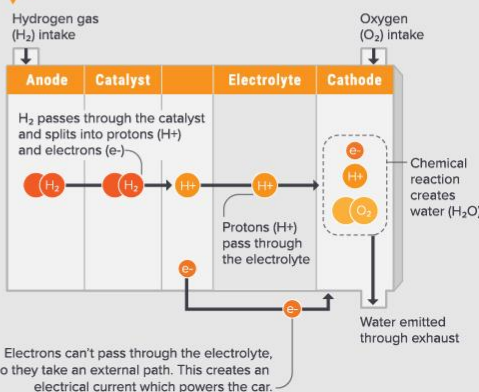 Hydrogen gas
(H₂) intake
Oxygen
(O₂) intake
Anode
Catalyst
Electrolyte
Cathode
H₂ passes through the catalyst
and splits into protons (H+)
and electrons (e-)
H₂
H₂
H+
H+
e-
H+
O₂
Chemical
reaction
creates
water (H₂O)
Protons (H+)
pass through
the electrolyte
e-
e-
Water emitted
through exhaust
Electrons can't pass through the electrolyte,
o they take an external path. This creates an
electrical current which powers the car.